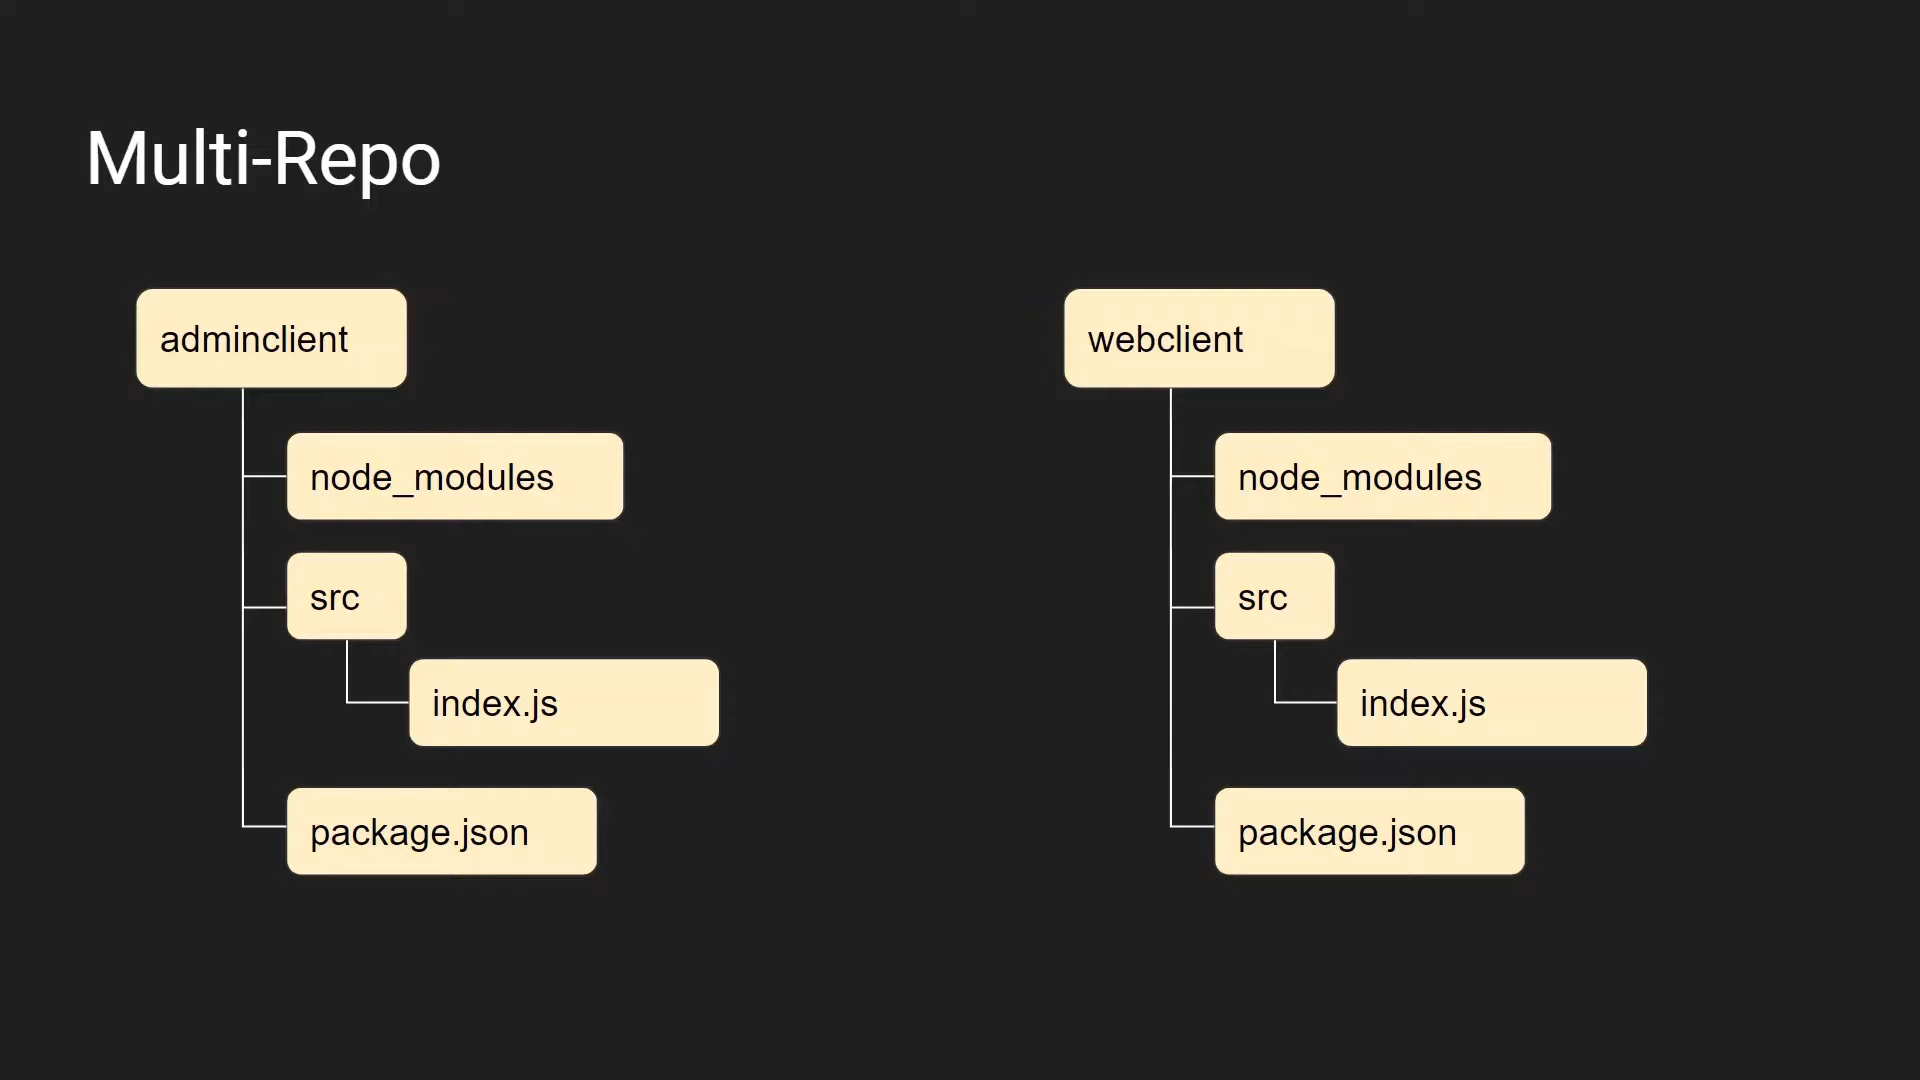 Multi-Repo
adminclient
node_modules
src
index.js
package.json
webclient
node_modules
src
index.js
package.json